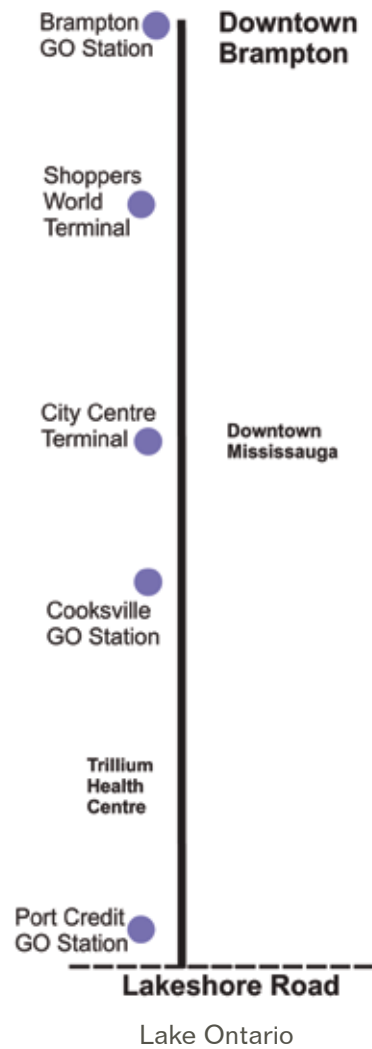 Brampton
GO Station
Downtown
Brampton
Shoppers
World
Terminal
City Centre
Terminal
Downtown
Mississauga
Cooksville
GO Station
Trillium
Health
Centre
Port Credit
GO Station
Lakeshore Road
Lake Ontario